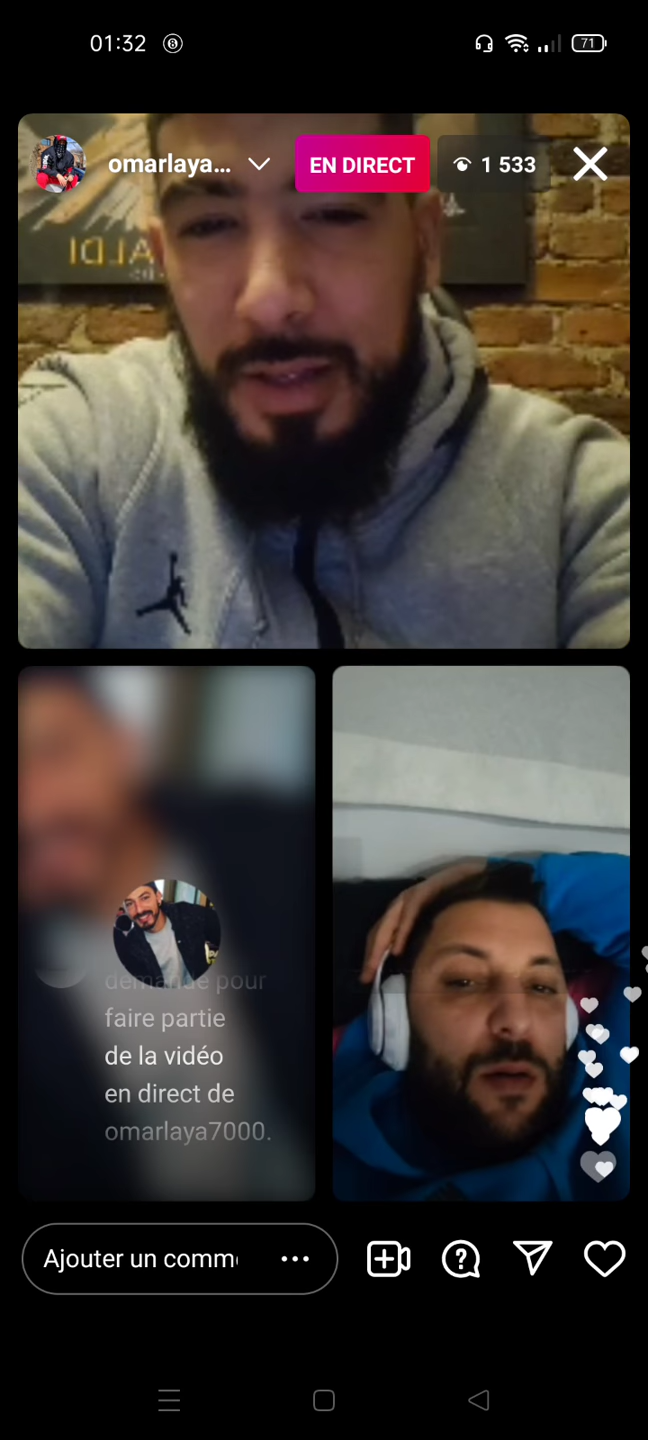 01:32
71
omarlaya...
EN DIRECT
1 533
demande pour
faire partie
de la vidéo
en direct de
omarlaya7000.
Ajouter un comm